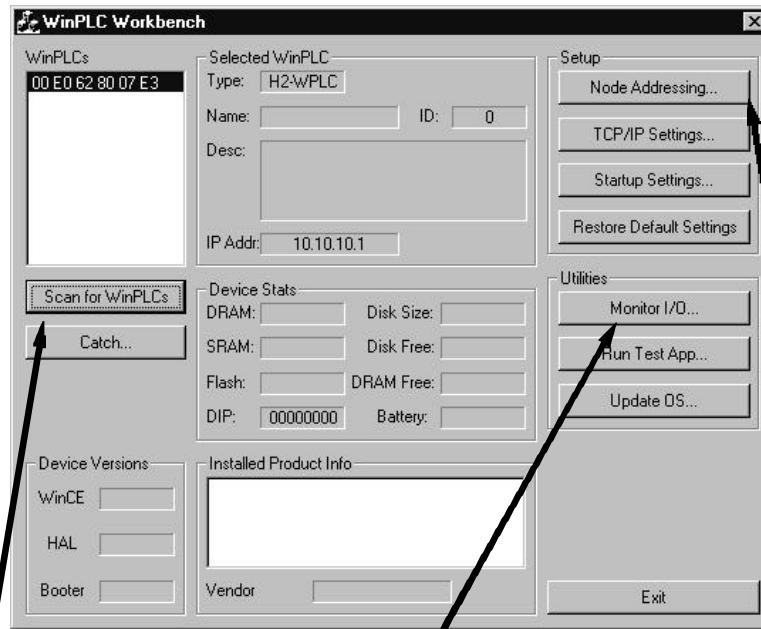 WinPLC Workbench
WinPLCs
00 E0 62 80 07 E3
Scan for WinPLCs
Catch...
Selected WinPLC
Type: H2-WPLC
Name: ID: 0
Desc:
IP Addr: 10.10.10.1
Device Stats
DRAM: Disk Size:
SRAM: Disk Free:
Flash: DRAM Free:
DIP: 00000000 Battery:
Device Versions
WinCE
HAL
Booter
Installed Product Info
Vendor
Setup
Node Addressing...
TCP/IP Settings...
Startup Settings...
Restore Default Settings
Utilities
Monitor I/O...
Run Test App...
Update OS...
Exit